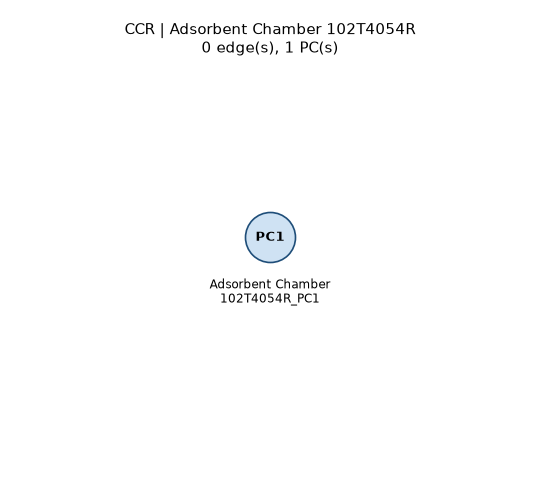 CCR | Adsorbent Chamber 102T4054R
0 edge(s), 1 PC(s)
PC1
Adsorbent Chamber
102T4054R_PC1